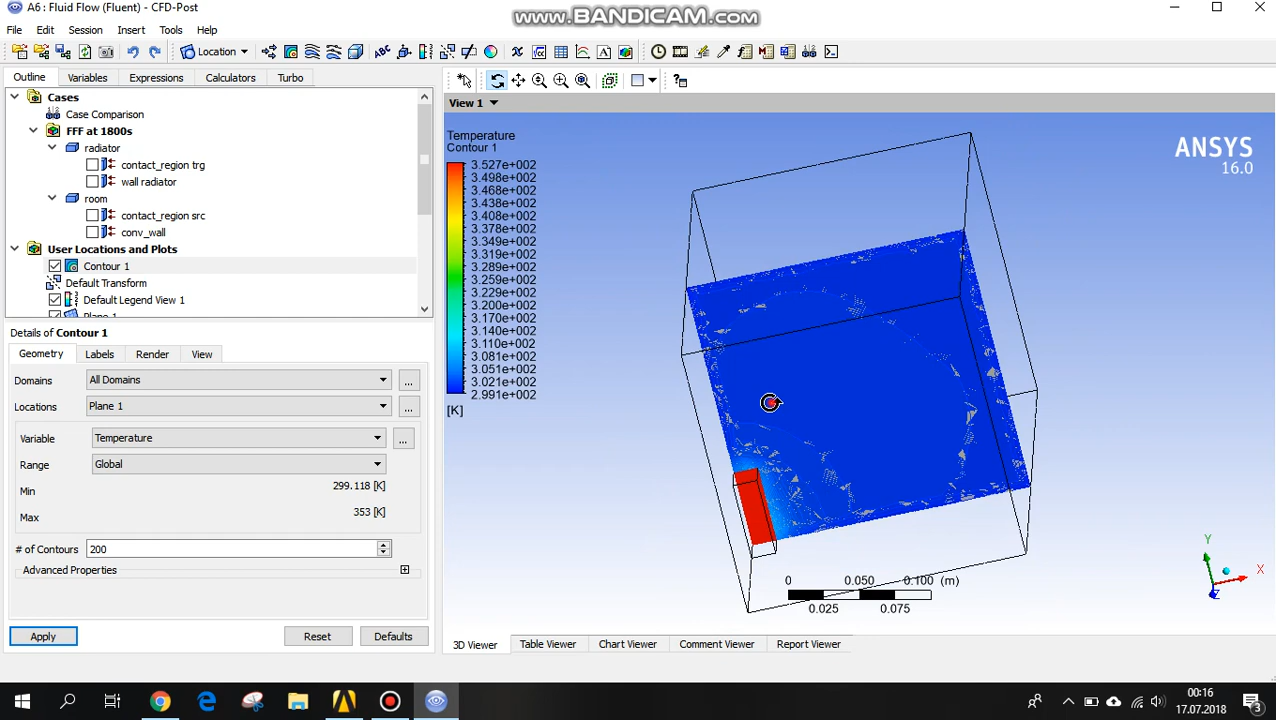 A6 : Fluid Flow (Fluent) - CFD-Post
www.BANDICAM.com
File Edit Session Insert Tools Help
Location
Outline Variables Expressions Calculators Turbo
Cases
Case Comparison
FFF at 1800s
radiator
contact_region trg
wall radiator
room
contact_region src
conv_wall
User Locations and Plots
Contour 1
Default Transform
Default Legend View 1
Plane 1
Details of Contour 1
Geometry Labels Render View
Domains All Domains ...
Locations Plane 1 ...
Variable Temperature ...
Range Global
Min 299.118 [K]
Max 353 [K]
# of Contours 200
Advanced Properties
Apply Reset Defaults
View 1
Temperature
Contour 1
3.527e+002
3.498e+002
3.468e+002
3.438e+002
3.408e+002
3.378e+002
3.349e+002
3.319e+002
3.289e+002
3.259e+002
3.229e+002
3.200e+002
3.170e+002
3.140e+002
3.110e+002
3.081e+002
3.051e+002
3.021e+002
2.991e+002
[K]
ANSYS
16.0
0 0.050 0.100 (m)
0.025 0.075
Y
X
Z
3D Viewer Table Viewer Chart Viewer Comment Viewer Report Viewer
00:16
17.07.2018
3